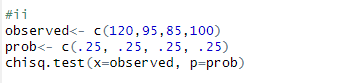 #ii
observed<- c(120,95,85,100)
prob<- c(.25, .25, .25, .25)
chisq.test(x=observed, p=prob)